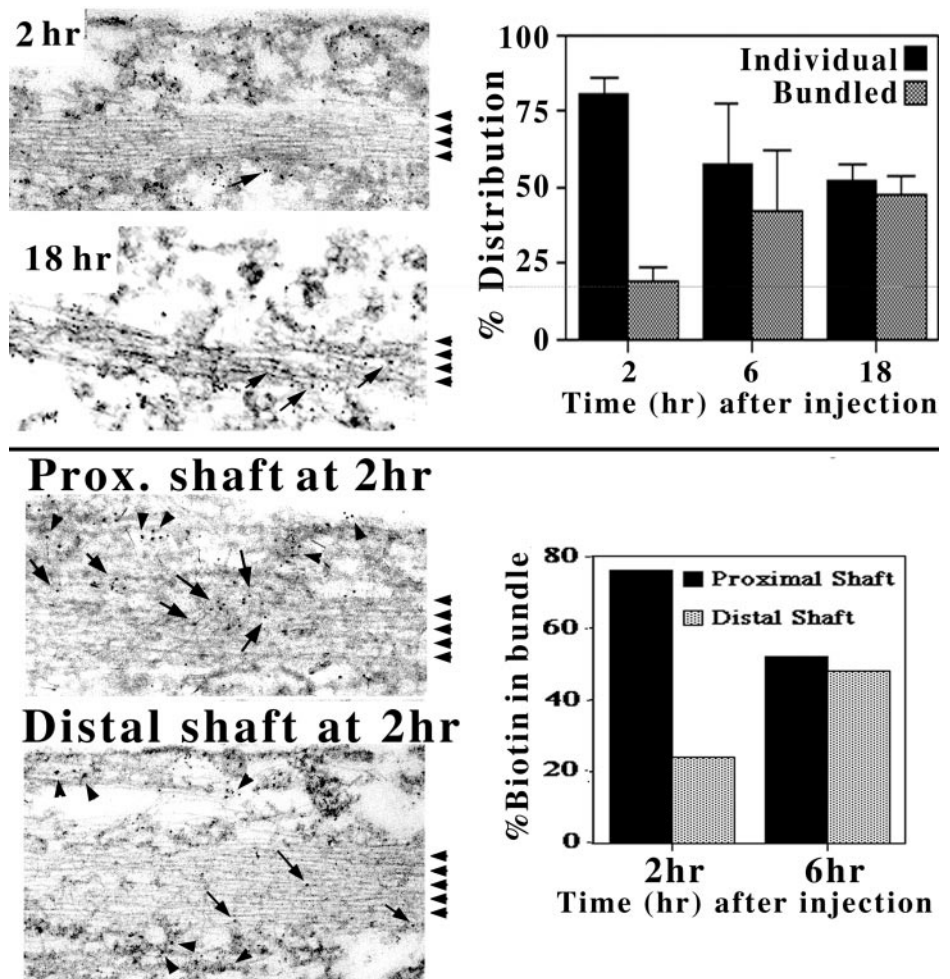 2 hr
18 hr
100
75
50
25
0
% Distribution
Individual
Bundled
2 6 18
Time (hr) after injection
Prox. shaft at 2hr
Distal shaft at 2hr
80
60
40
20
0
%Biotin in bundle
Proximal Shaft
Distal Shaft
2hr 6hr
Time (hr) after injection